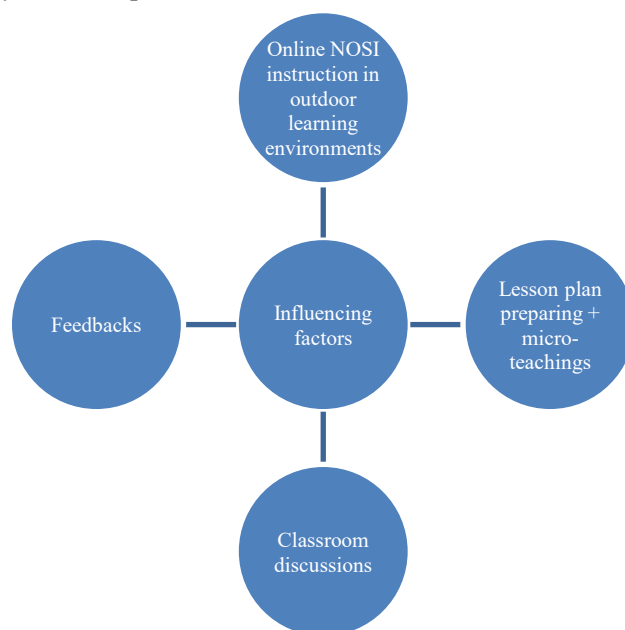 Online NOSI
instruction in
outdoor
learning
environments
Feedbacks
Influencing
factors
Lesson plan
preparing +
micro-
teachings
Classroom
discussions